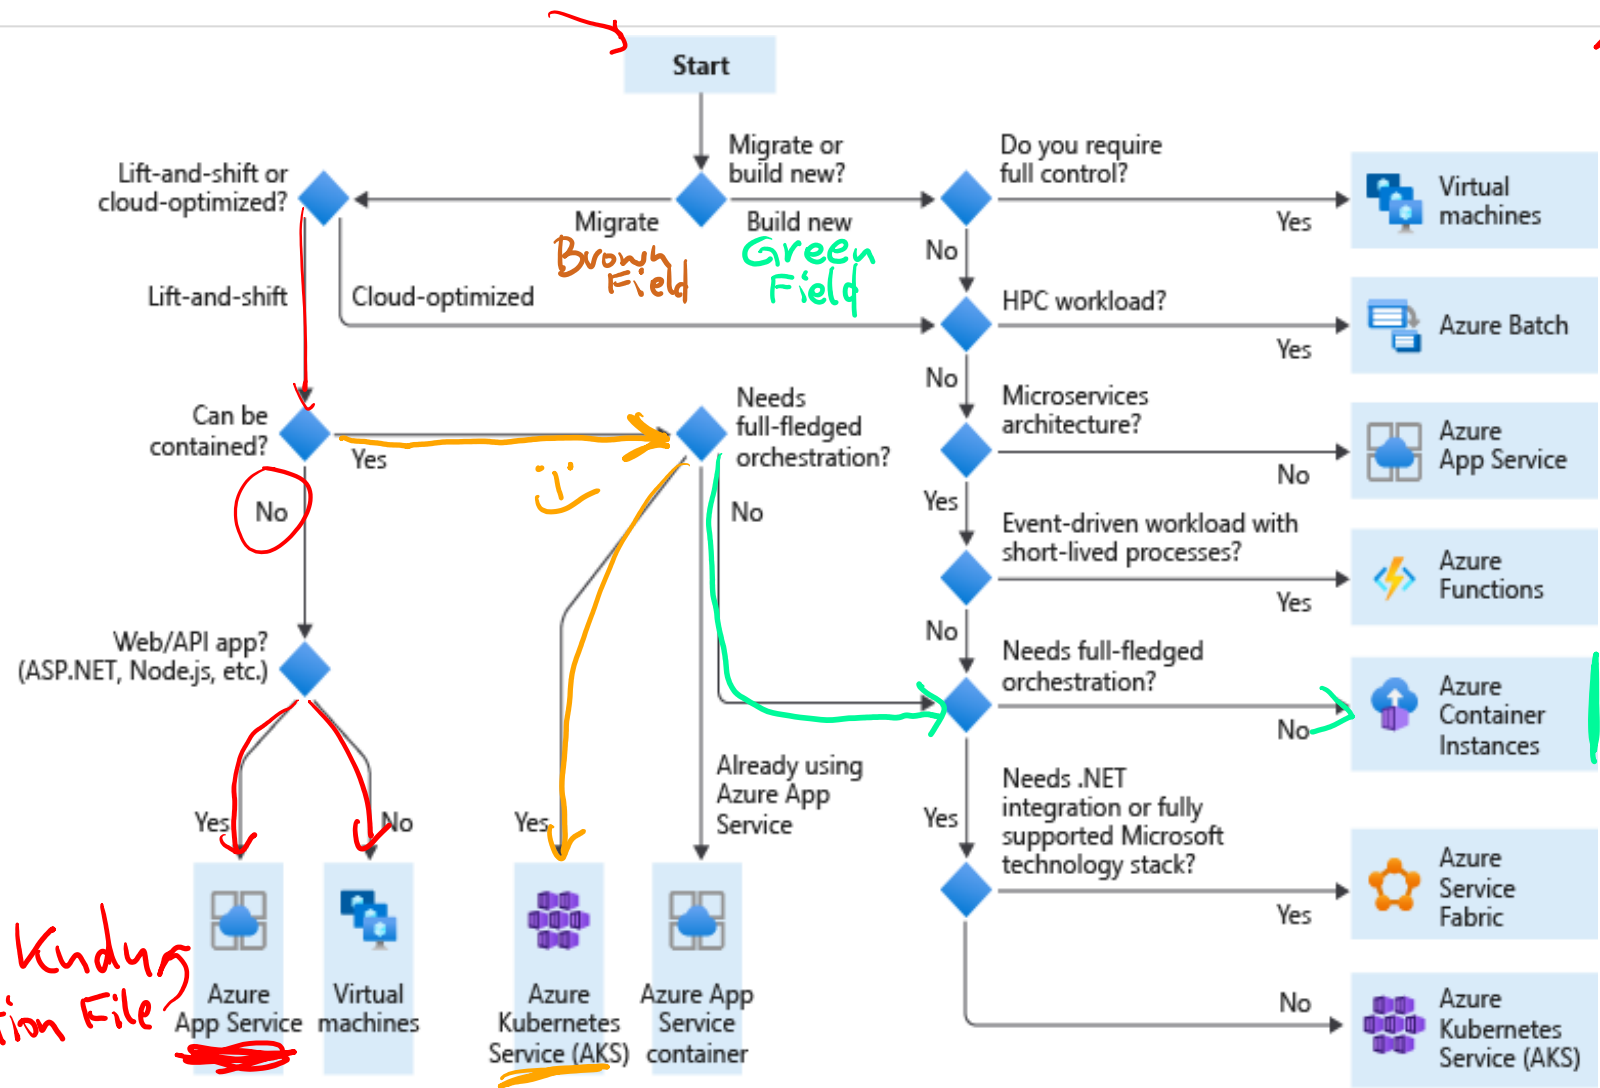 Start
Migrate or
build new?
Do you require
full control?
Lift-and-shift or
cloud-optimized?
Virtual
machines
Migrate
Build new
Yes
Brown
Field
Green
Field
No
Lift-and-shift
Cloud-optimized
HPC workload?
Azure Batch
Yes
No
Can be
contained?
Yes
Needs
full-fledged
orchestration?
Microservices
architecture?
Azure
App Service
No
Yes
No
No
Event-driven workload with
short-lived processes?
Azure
Functions
Yes
No
Web/API app?
(ASP.NET, Node.js, etc.)
Needs full-fledged
orchestration?
Azure
Container
Instances
No
Already using
Azure App
Service
Needs .NET
integration or fully
supported Microsoft
technology stack?
Yes
Yes
No
Yes
Azure
Service
Fabric
Yes
File
Azure
App Service
Virtual
machines
Azure
Kubernetes
Service (AKS)
Azure App
Service
container
No
Azure
Kubernetes
Service (AKS)